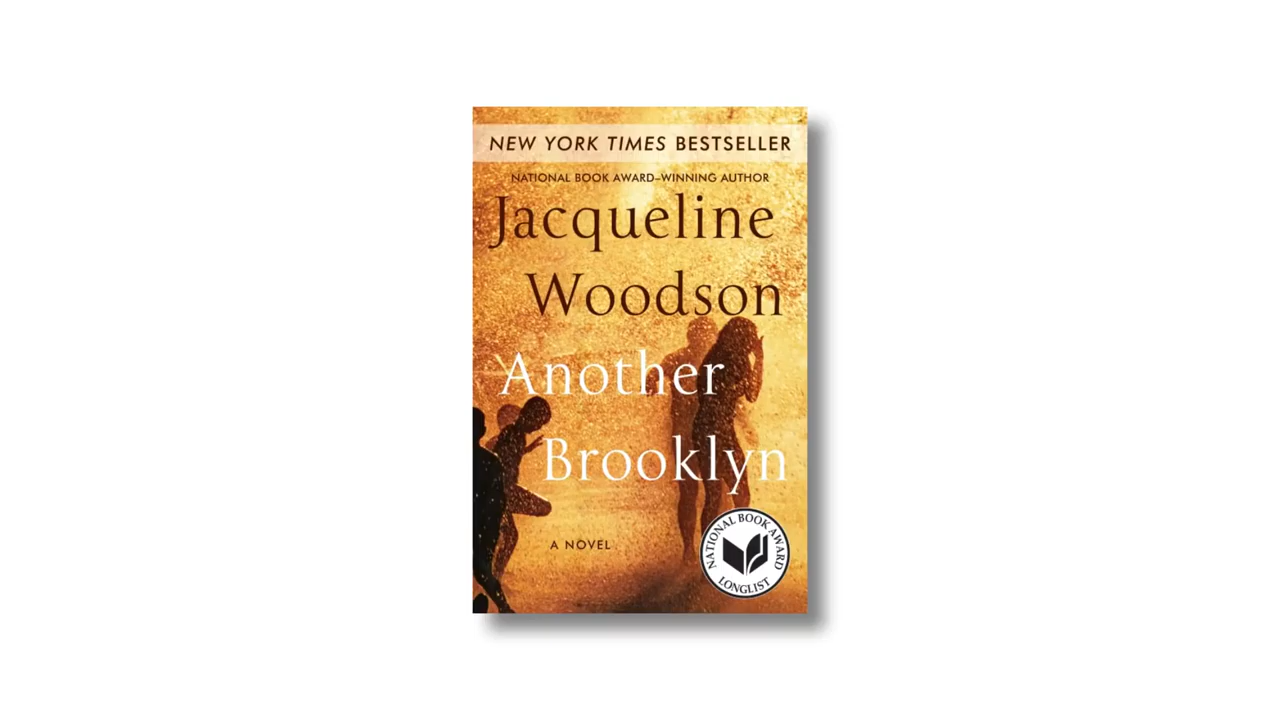 NEW YORK TIMES BESTSELLER
NATIONAL BOOK AWARD–WINNING AUTHOR
Jacqueline
Woodson
Another
Brooklyn
A NOVEL
NATIONAL BOOK AWARD
LONGLIST